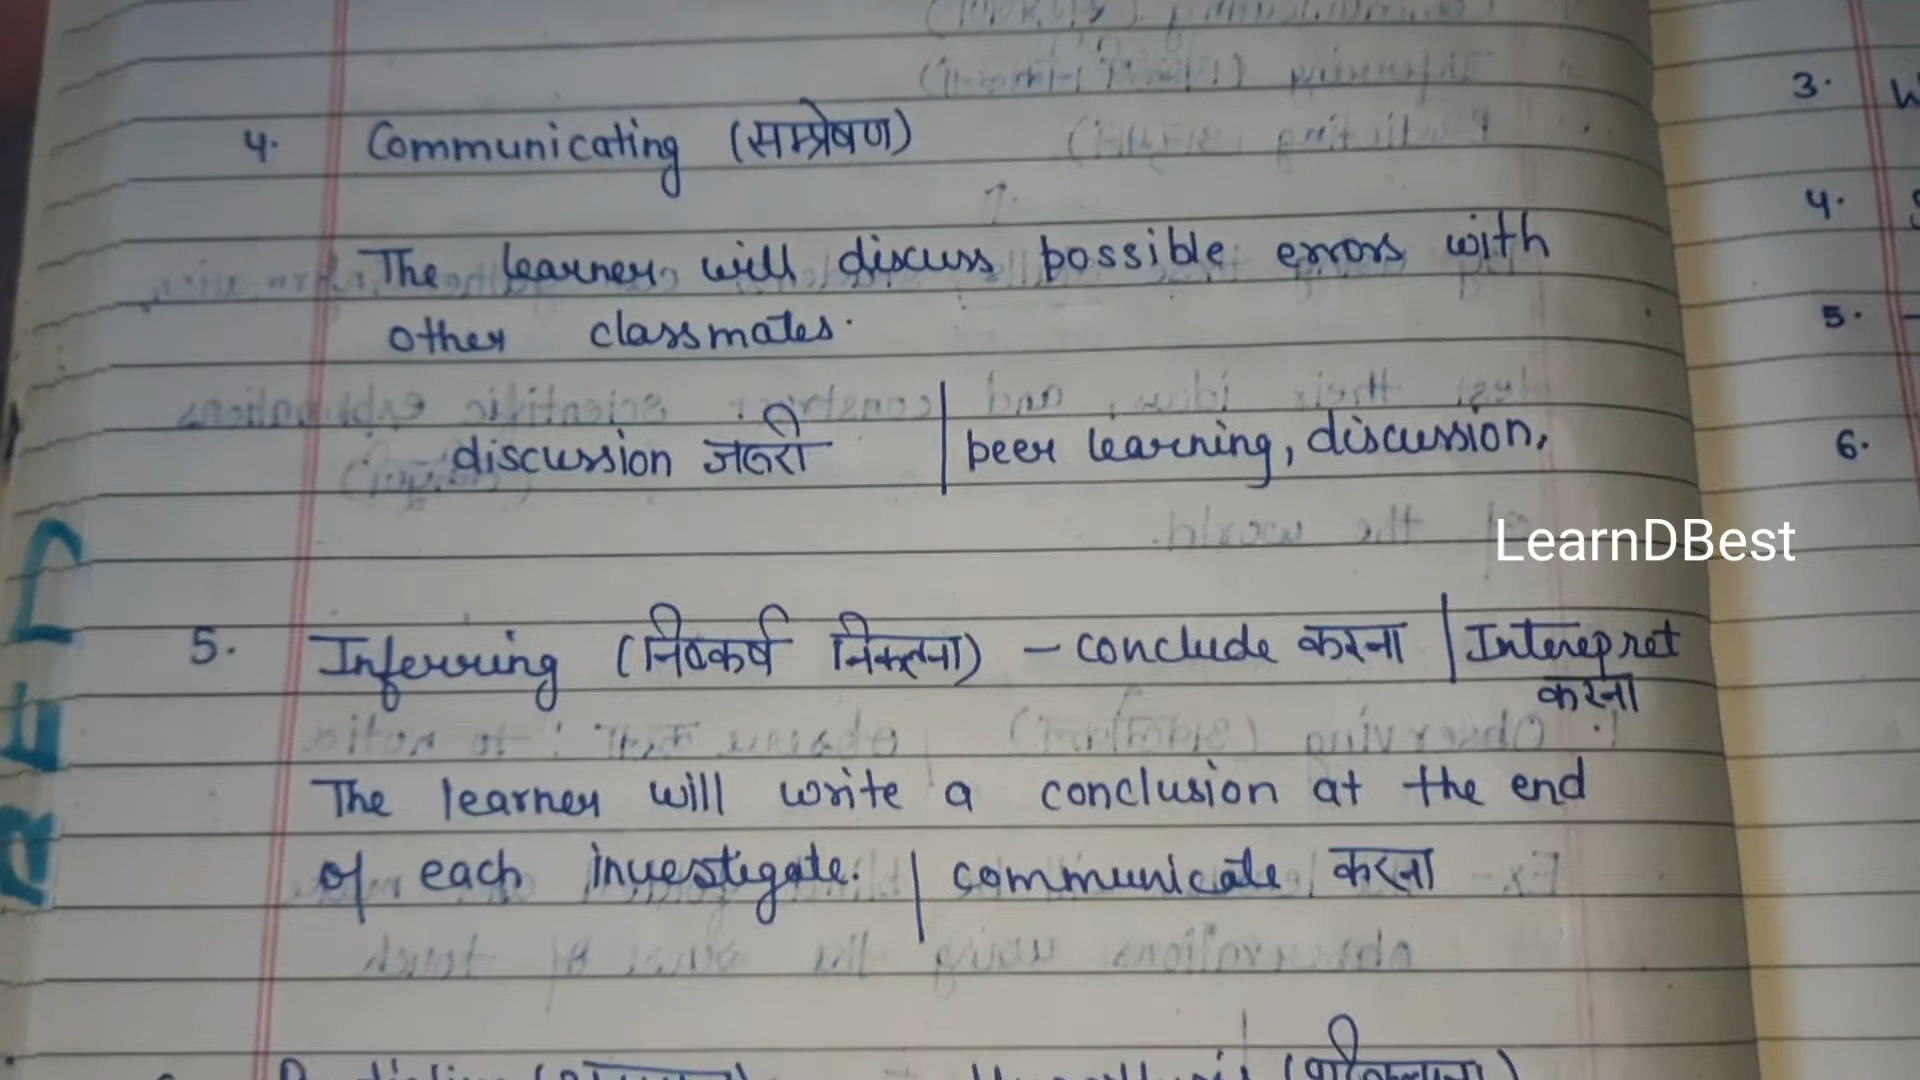 4. Communicating (सम्प्रेषण)
The learner will discuss possible errors with
other classmates.
discussion जरुरी | peer learning, discussion,
LearnDBest
5. Inferring (निष्कर्ष निकलना) – conclude करना | Interepret
करना
The learner will write a conclusion at the end
of each investigate. | communicate करना
3.
4.
5.
6.